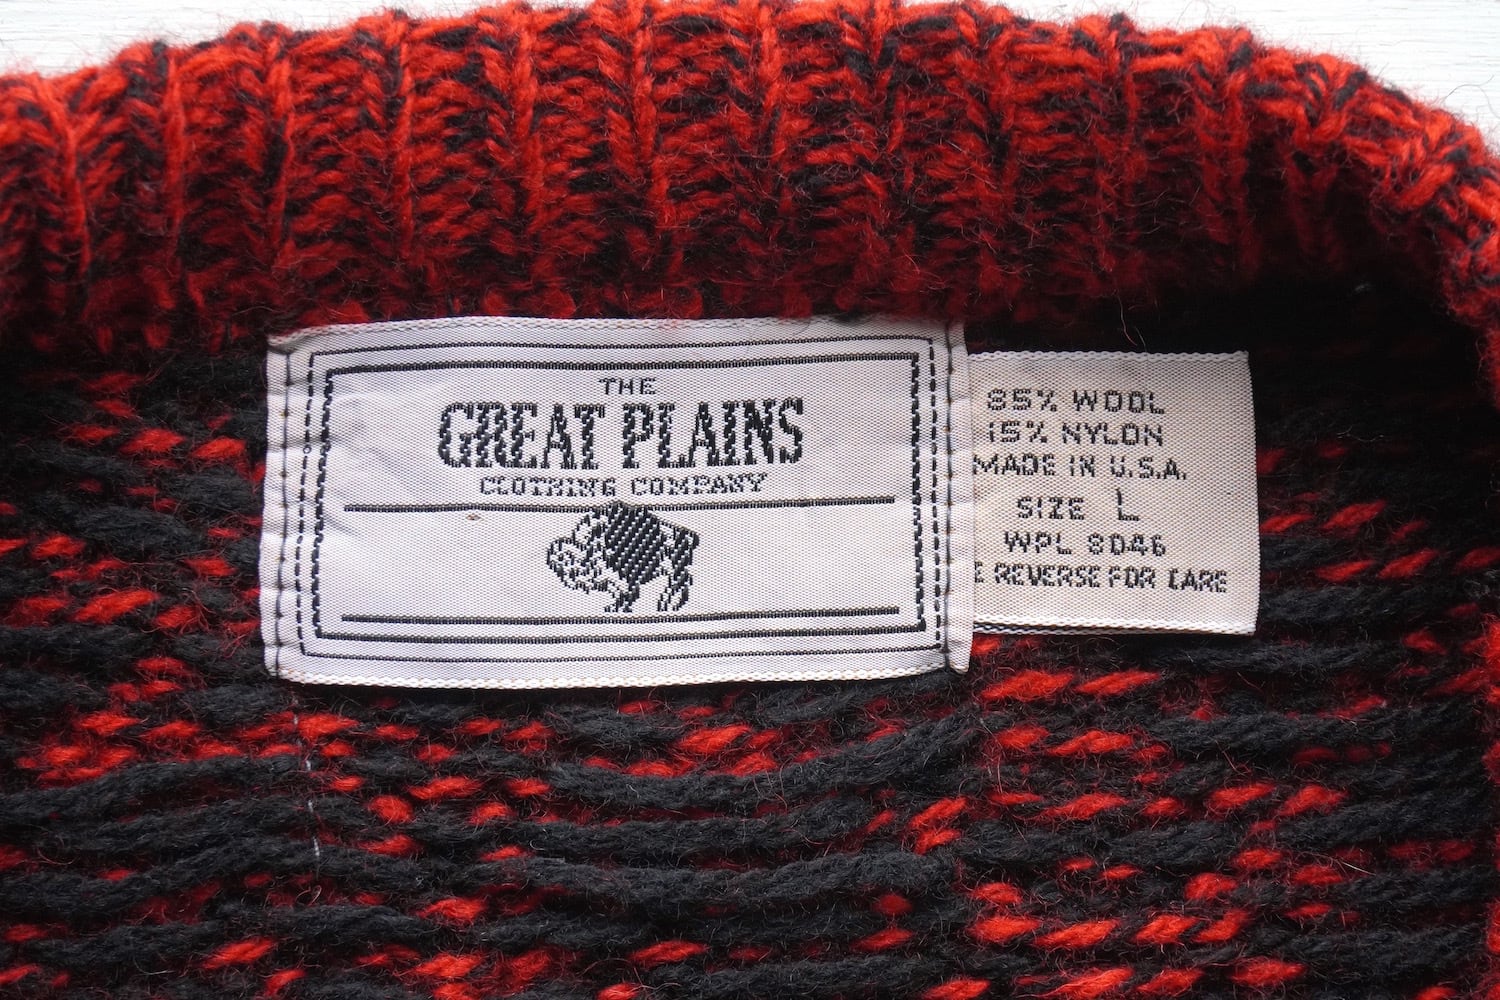 THE
GREAT PLAINS
CLOTHING COMPANY
85% WOOL
15% NYLON
MADE IN U.S.A.
SIZE L
WPL 8046
E REVERSE FOR CARE